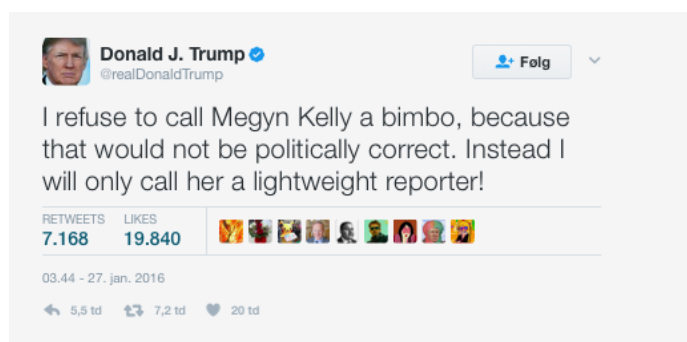 Donald J. Trump
@realDonaldTrump
Følg
I refuse to call Megyn Kelly a bimbo, because
that would not be politically correct. Instead I
will only call her a lightweight reporter!
RETWEETS LIKES
7.168 19.840
03.44 - 27. jan. 2016
5,5 td 7,2 td 20 td